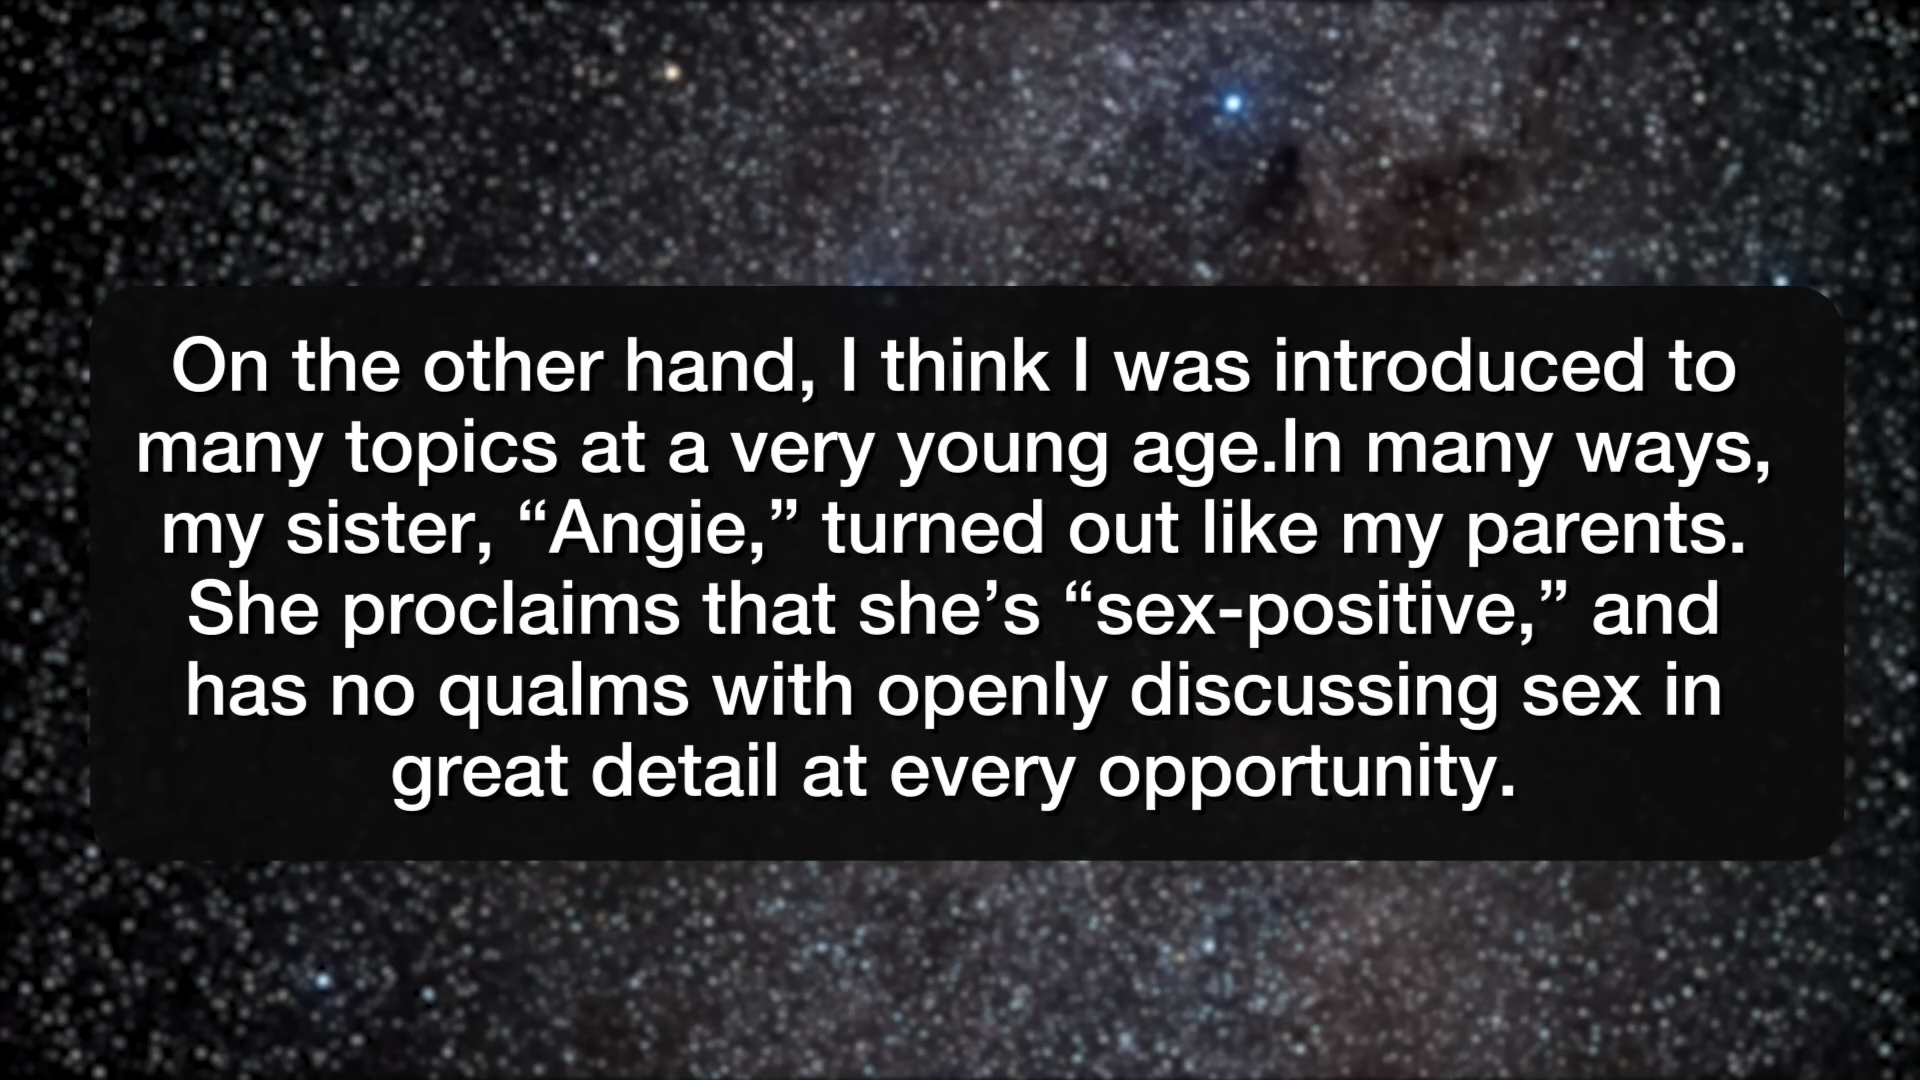 On the other hand, I think I was introduced to
many topics at a very young age.In many ways,
my sister, “Angie,” turned out like my parents.
She proclaims that she’s “sex-positive,” and
has no qualms with openly discussing sex in
great detail at every opportunity.